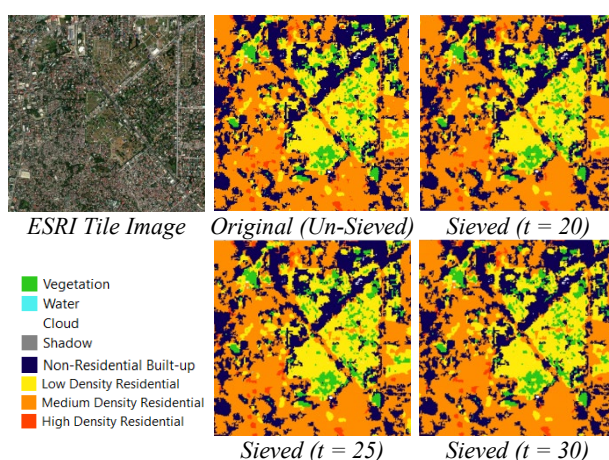 ESRI Tile Image
Original (Un-Sieved)
Sieved (t = 20)
Vegetation
Water
Cloud
Shadow
Non-Residential Built-up
Low Density Residential
Medium Density Residential
High Density Residential
Sieved (t = 25)
Sieved (t = 30)